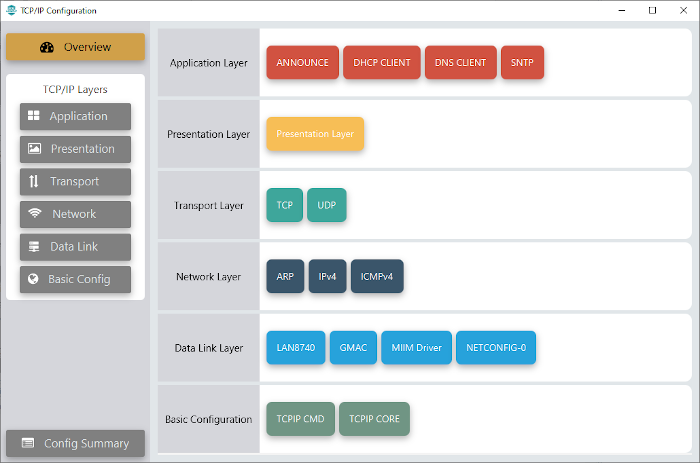 TCP/IP Configuration
Overview
TCP/IP Layers
Application
Presentation
Transport
Network
Data Link
Basic Config
Config Summary
Application Layer
ANNOUNCE DHCP CLIENT DNS CLIENT SNTP
Presentation Layer
Presentation Layer
Transport Layer
TCP UDP
Network Layer
ARP IPv4 ICMPv4
Data Link Layer
LAN8740 GMAC MIIM Driver NETCONFIG-0
Basic Configuration
TCPIP CMD TCPIP CORE